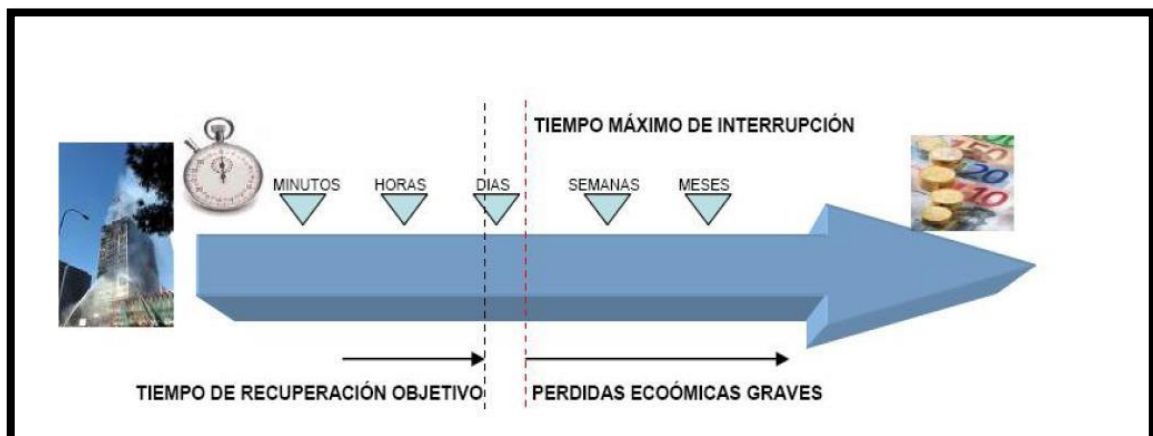 TIEMPO MÁXIMO DE INTERRUPCIÓN
MINUTOS HORAS DIAS SEMANAS MESES
TIEMPO DE RECUPERACIÓN OBJETIVO
PERDIDAS ECOÓMICAS GRAVES